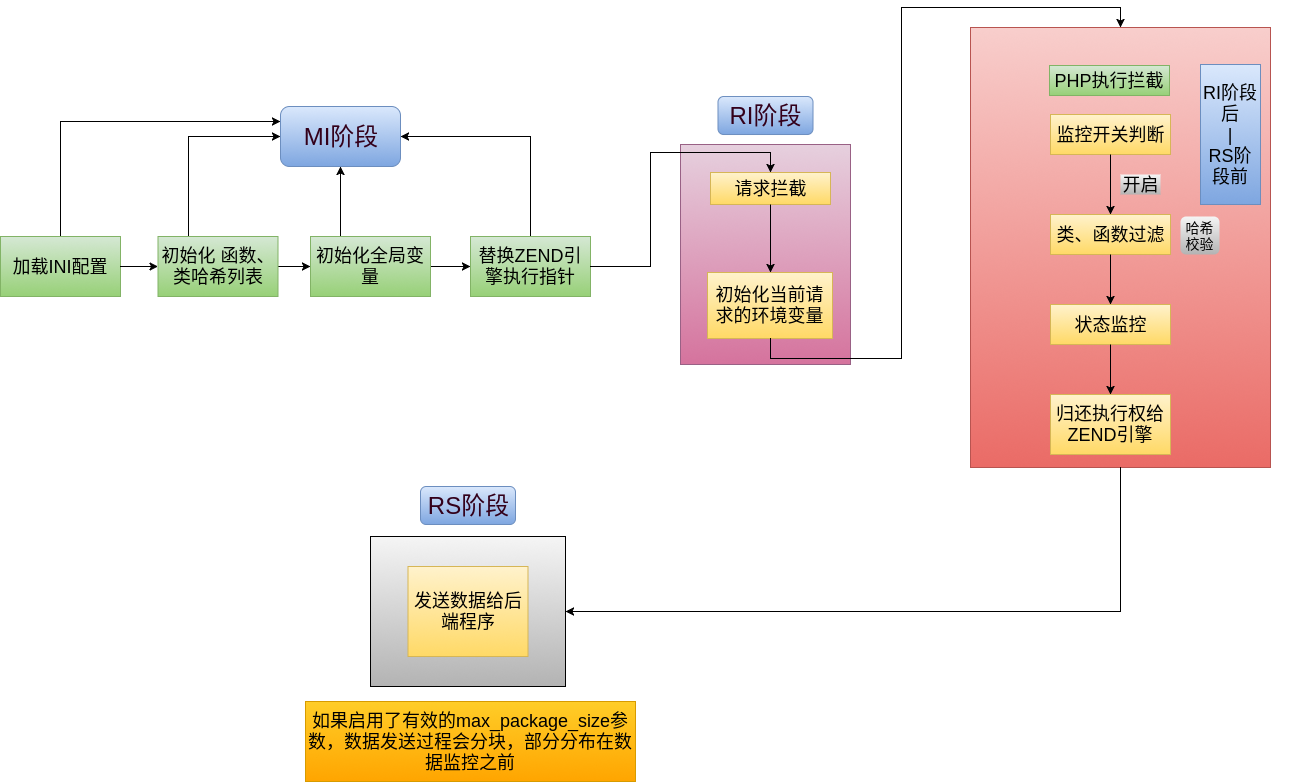 MI阶段
加载INI配置
初始化 函数、
类哈希列表
初始化全局变
量
替换ZEND引
擎执行指针
RI阶段
请求拦截
初始化当前请
求的环境变量
PHP执行拦截
RI阶段
后
|
RS阶
段前
监控开关判断
开启
类、函数过滤
哈希
校验
状态监控
归还执行权给
ZEND引擎
RS阶段
发送数据给后
端程序
如果启用了有效的max_package_size参
数，数据发送过程会分块，部分分布在数
据监控之前